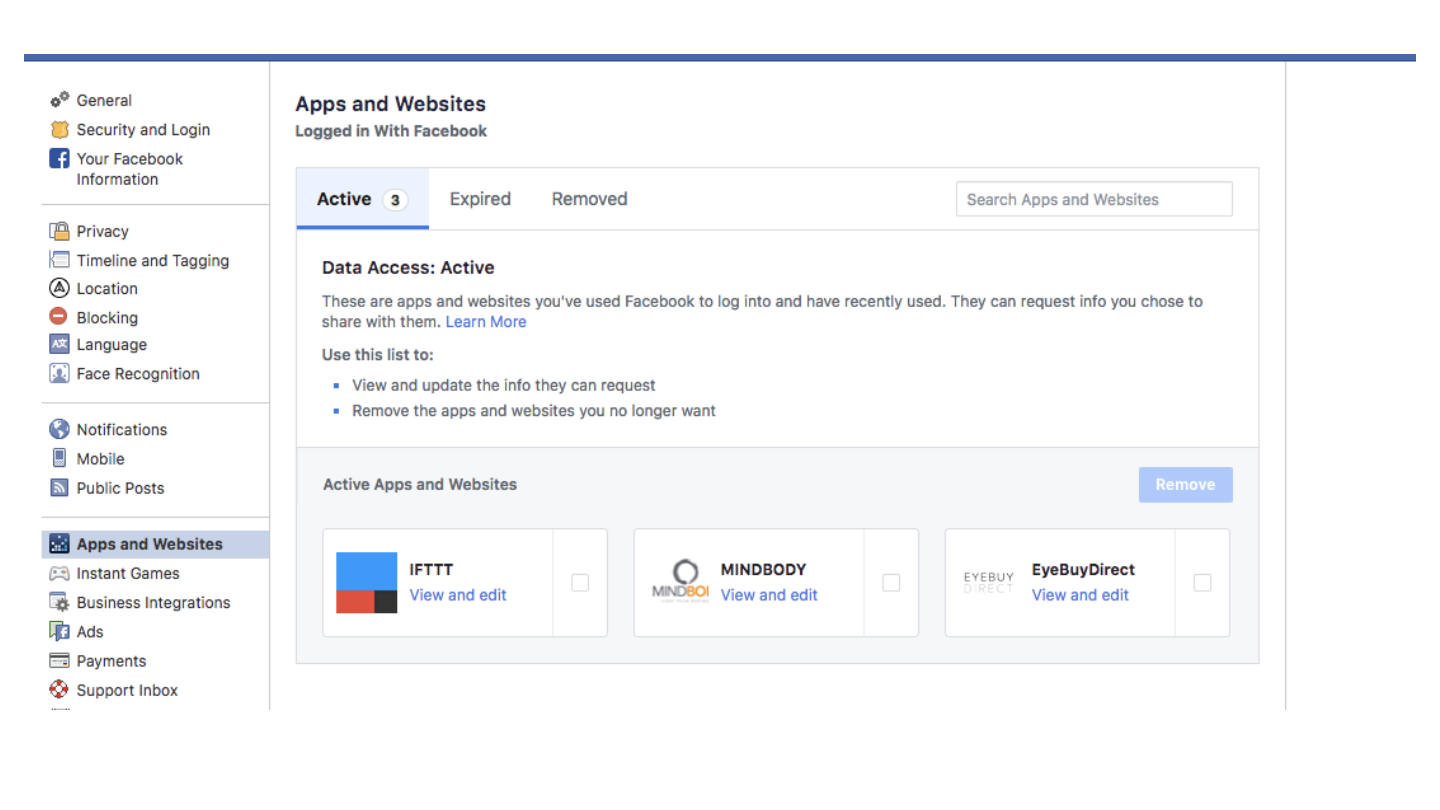 General
Security and Login
Your Facebook
Information
Privacy
Timeline and Tagging
Location
Blocking
Language
Face Recognition
Notifications
Mobile
Public Posts
Apps and Websites
Instant Games
Business Integrations
Ads
Payments
Support Inbox
Apps and Websites
Logged in With Facebook
Active 3 Expired Removed Search Apps and Websites
Data Access: Active
These are apps and websites you've used Facebook to log into and have recently used. They can request info you chose to
share with them. Learn More
Use this list to:
View and update the info they can request
Remove the apps and websites you no longer want
Active Apps and Websites Remove
IFTTT
View and edit
MINDBOI
MINDBODY
View and edit
EYEBUY
DIRECT
EyeBuyDirect
View and edit